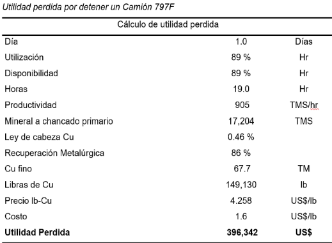 Utilidad perdida por detener un Camión 797F
Cálculo de utilidad perdida
Día 1.0 Días
Utilización 89 % Hr
Disponibilidad 89 % Hr
Horas 19.0 Hr
Productividad 905 TMS/hr
Mineral a chancado primario 17,204 TMS
Ley de cabeza Cu 0.46 %
Recuperación Metalúrgica 86 %
Cu fino 67.7 TM
Libras de Cu 149,130 lb
Precio lb-Cu 4.258 US$/lb
Costo 1.6 US$/lb
Utilidad Perdida 396,342 US$